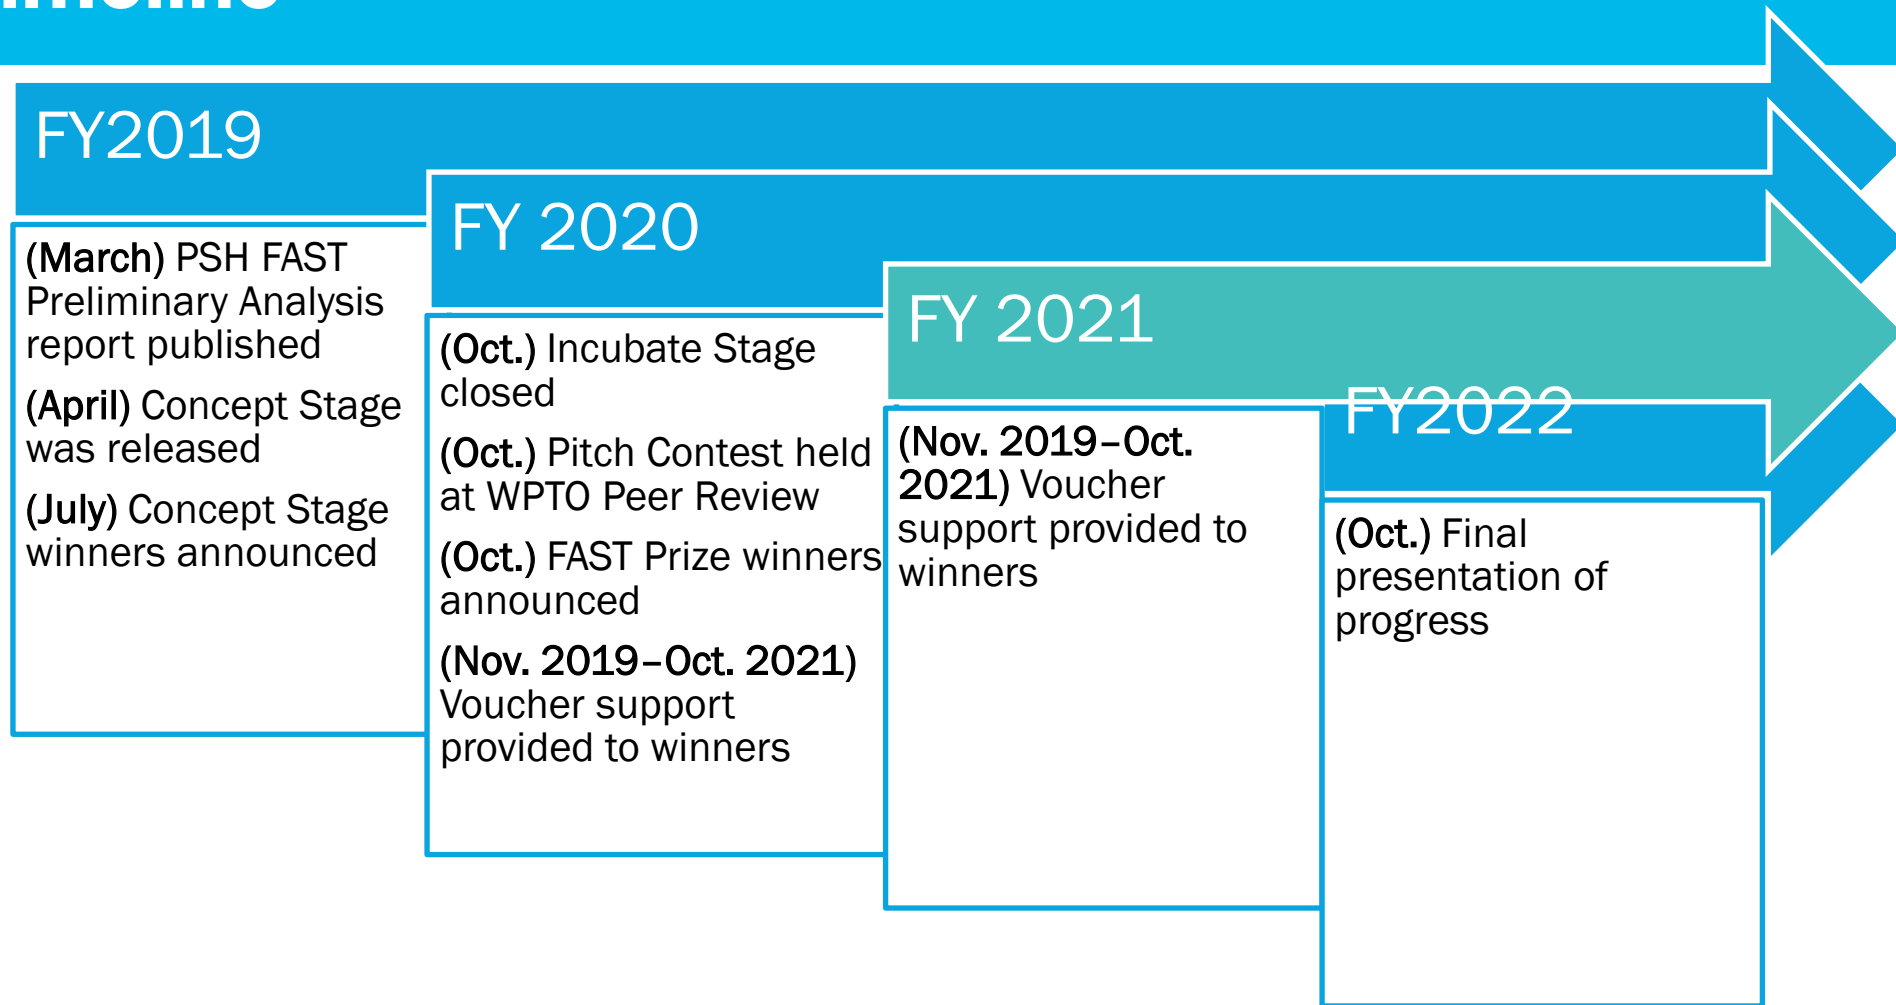 FY2019
(March) PSH FAST
Preliminary Analysis
report published
(April) Concept Stage
was released
(July) Concept Stage
winners announced
FY 2020
(Oct.) Incubate Stage
closed
(Oct.) Pitch Contest held
at WPTO Peer Review
(Oct.) FAST Prize winners
announced
(Nov. 2019–Oct. 2021)
Voucher support
provided to winners
FY 2021
(Nov. 2019–Oct.
2021) Voucher
support provided to
winners
FY2022
(Oct.) Final
presentation of
progress